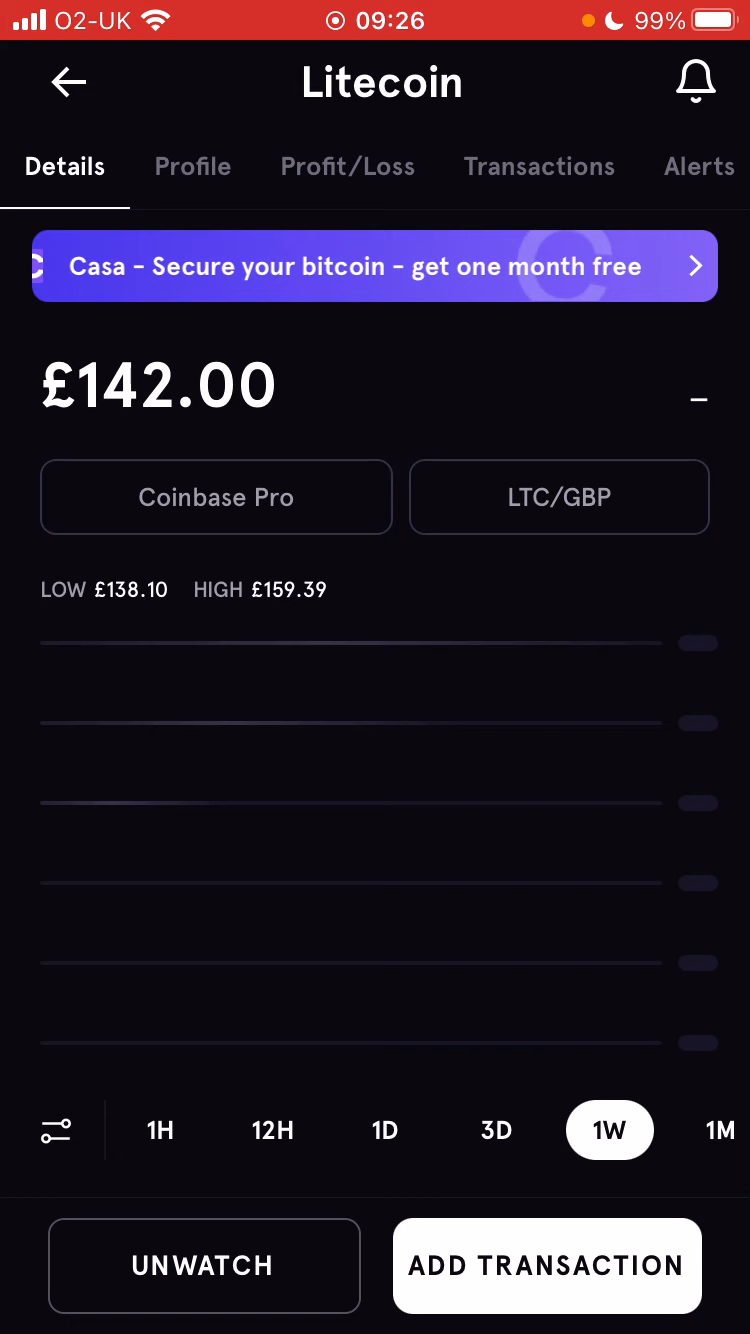 O2-UK 09:26 99%
Litecoin
Details Profile Profit/Loss Transactions Alerts
Casa - Secure your bitcoin - get one month free
£142.00 –
Coinbase Pro LTC/GBP
LOW £138.10 HIGH £159.39
1H 12H 1D 3D 1W 1M
UNWATCH ADD TRANSACTION